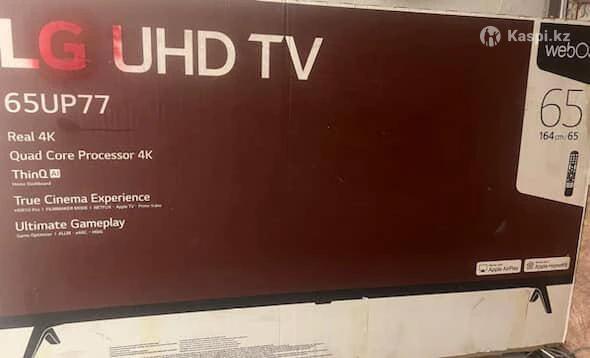 Kaspi.kz
LG UHD TV
webOS
65UP77
65
164 cm/65
Real 4K
Quad Core Processor 4K
ThinQ AI
Home Dashboard
True Cinema Experience
Ultimate Gameplay
Apple AirPlay
Apple HomeKit